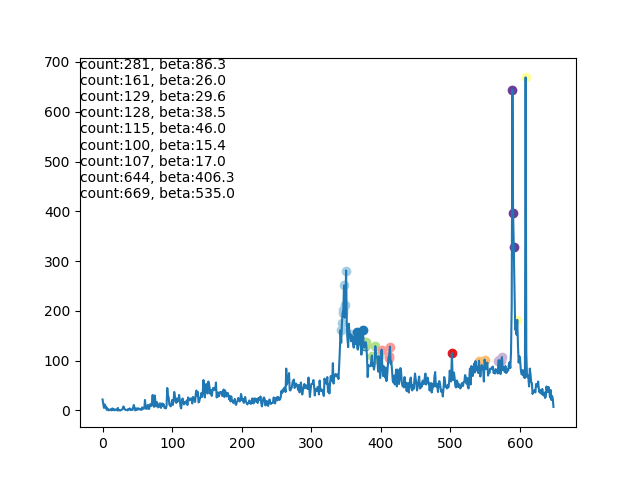 700
count:281, beta:86.3
count:161, beta:26.0
600
count:129, beta:29.6
count:128, beta:38.5
count:115, beta:46.0
500
count:100, beta:15.4
count:107, beta:17.0
count:644, beta:406.3
count:669, beta:535.0
400
300
200
100
0
0 100 200 300 400 500 600